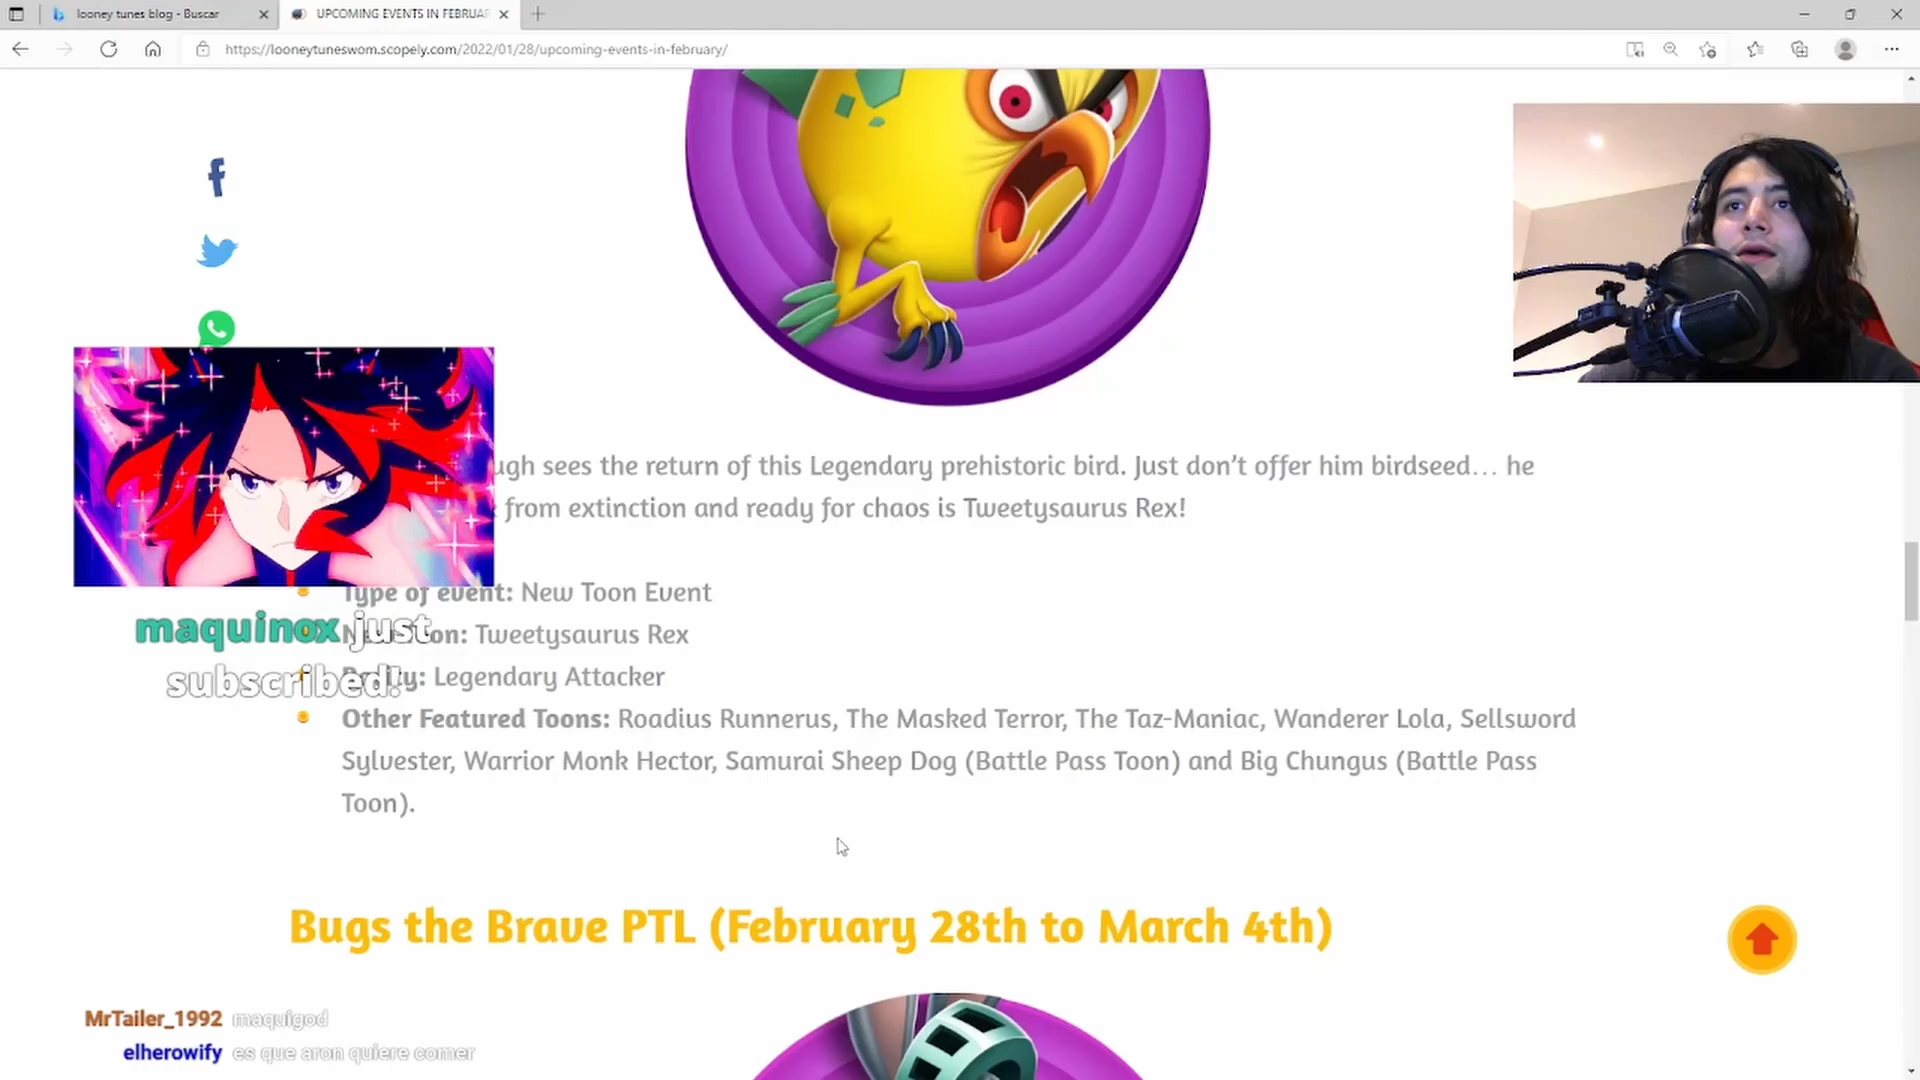 looney tunes blog - Buscar
UPCOMING EVENTS IN FEBRUAR
https://looneytuneswom.scopely.com/2022/01/28/upcoming-events-in-february/
ugh sees the return of this Legendary prehistoric bird. Just don’t offer him birdseed… he
from extinction and ready for chaos is Tweetysaurus Rex!
Type of event: New Toon Event
on: Tweetysaurus Rex
ity: Legendary Attacker
maquinox just
subscribed!
Other Featured Toons: Roadius Runnerus, The Masked Terror, The Taz-Maniac, Wanderer Lola, Sellsword
Sylvester, Warrior Monk Hector, Samurai Sheep Dog (Battle Pass Toon) and Big Chungus (Battle Pass
Toon).
Bugs the Brave PTL (February 28th to March 4th)
MrTailer_1992 maquigod
elherowify es que aron quiere comer